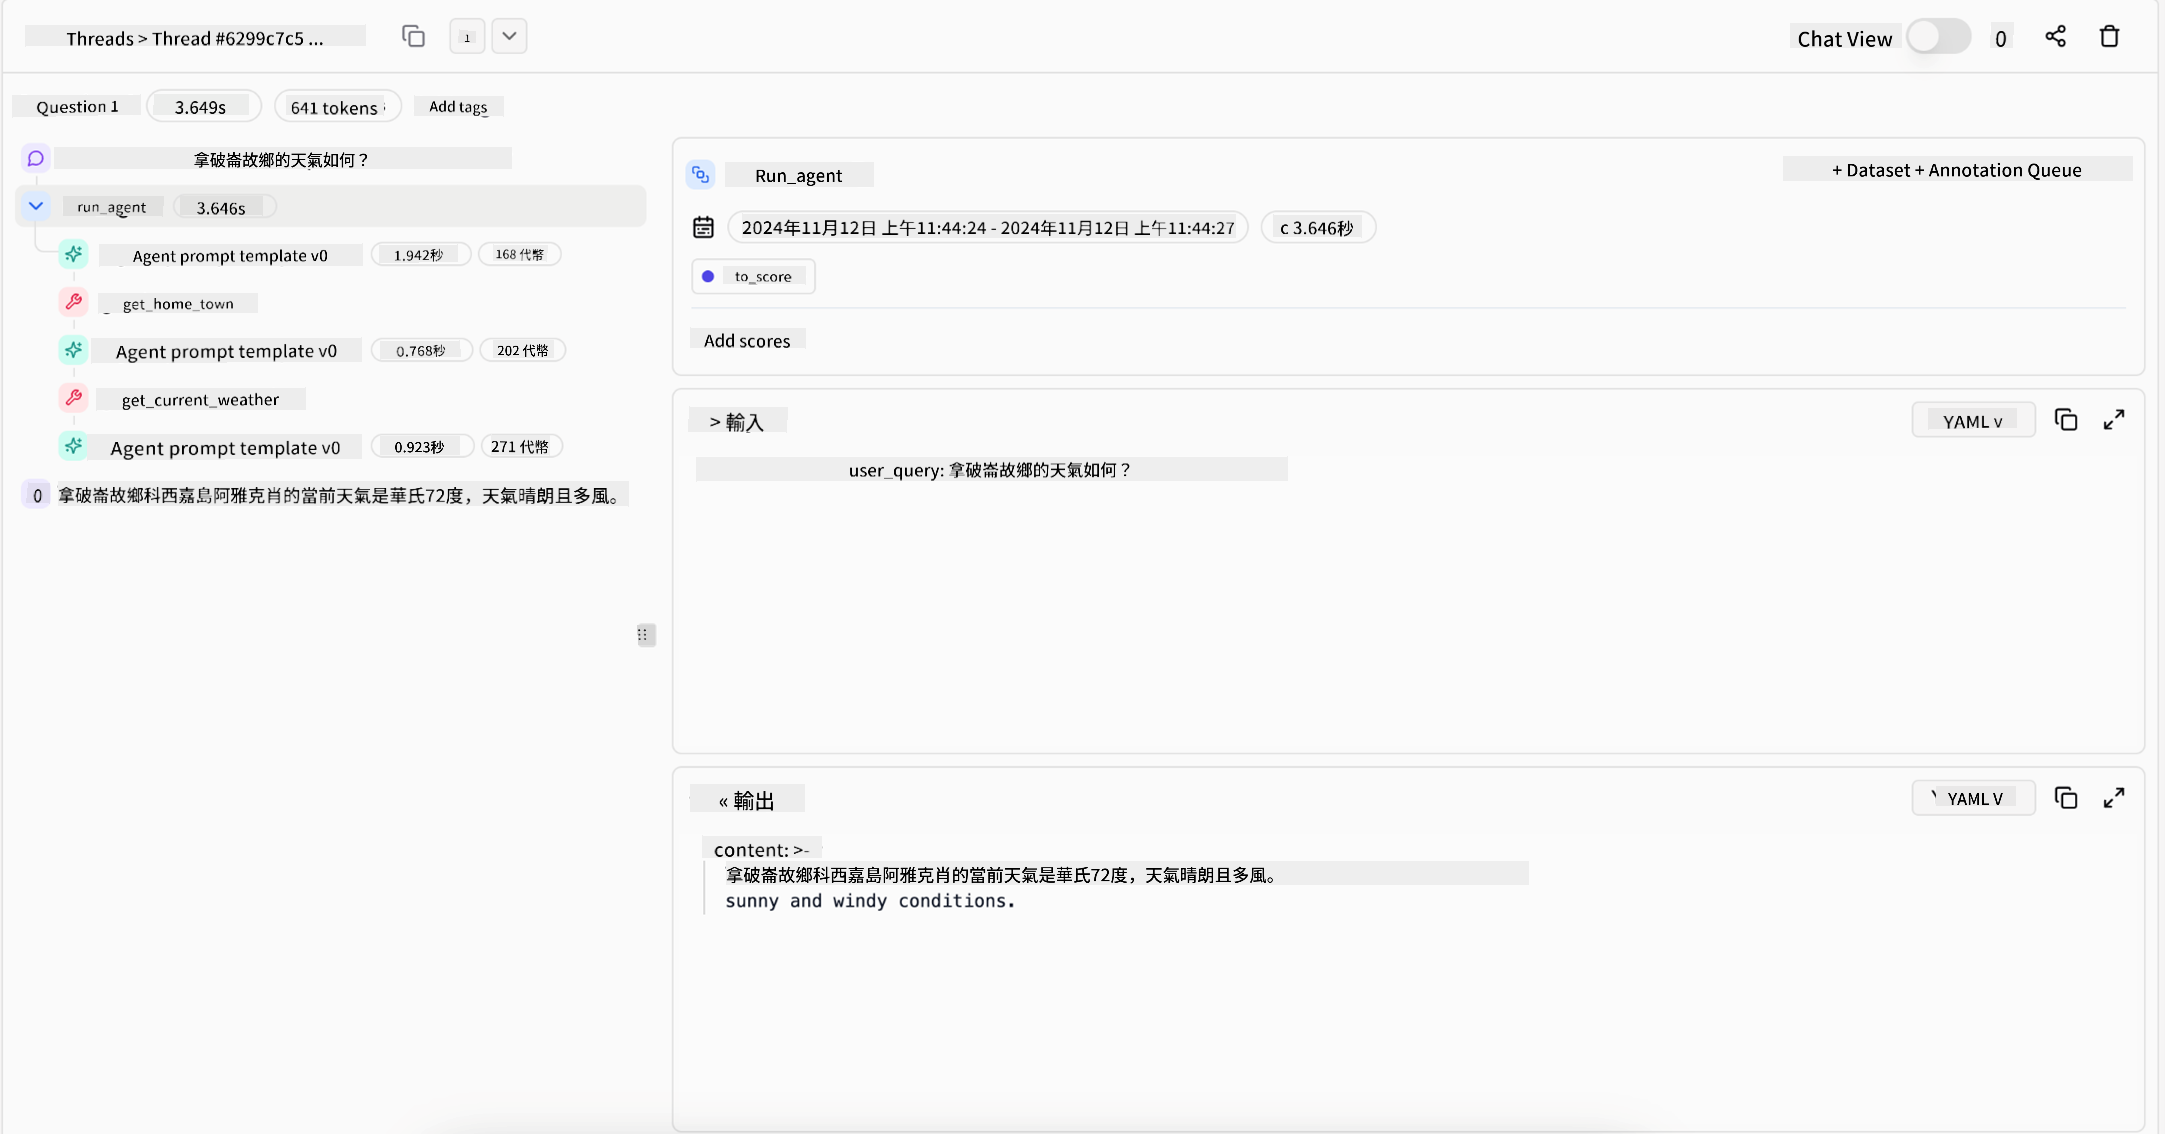 Threads > Thread #6299c7c5 ...
1
Chat View
0
Question 1
3.649s
641 tokens
Add tags
拿破崙故鄉的天氣如何？
run_agent
3.646s
Agent prompt template v0
1.942秒
168 代幣
get_home_town
Agent prompt template v0
0.768秒
202 代幣
get_current_weather
Agent prompt template v0
0.923秒
271 代幣
0
拿破崙故鄉科西嘉島阿雅克肖的當前天氣是華氏72度，天氣晴朗且多風。
Run_agent
+ Dataset + Annotation Queue
2024年11月12日 上午11:44:24 - 2024年11月12日 上午11:44:27
c 3.646秒
to_score
Add scores
> 輸入
YAML v
user_query: 拿破崙故鄉的天氣如何？
« 輸出
YAML V
content: >-
拿破崙故鄉科西嘉島阿雅克肖的當前天氣是華氏72度，天氣晴朗且多風。
sunny and windy conditions.